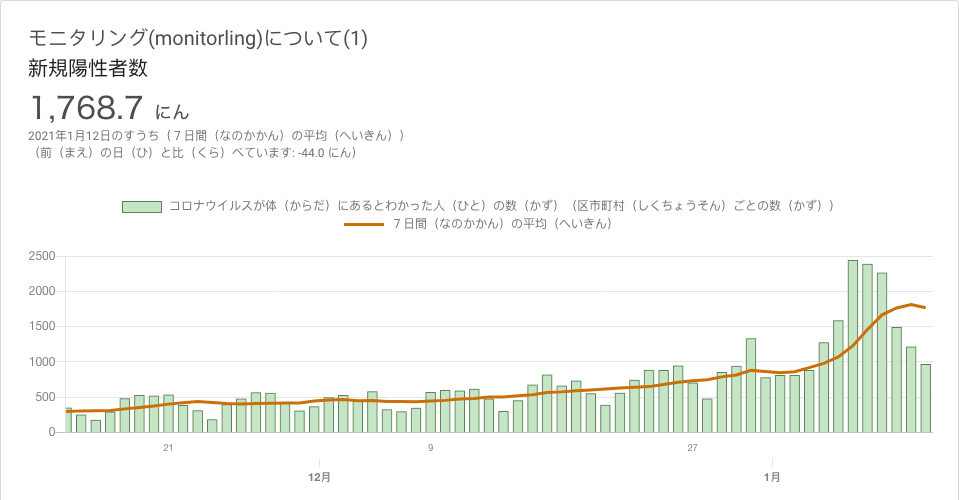 モニタリング(monitorling)について(1)
新規陽性者数
1,768.7 にん
2021年1月12日のすうち（７日間（なのかかん）の平均（へいきん））
（前（まえ）の日（ひ）と比（くら）べています: -44.0 にん）
コロナウイルスが体（からだ）にあるとわかった人（ひと）の数（かず）（区市町村（しくちょうそん）ごとの数（かず））
７日間（なのかかん）の平均（へいきん）
2500
2000
1500
1000
500
0
21 9 27
12月 1月